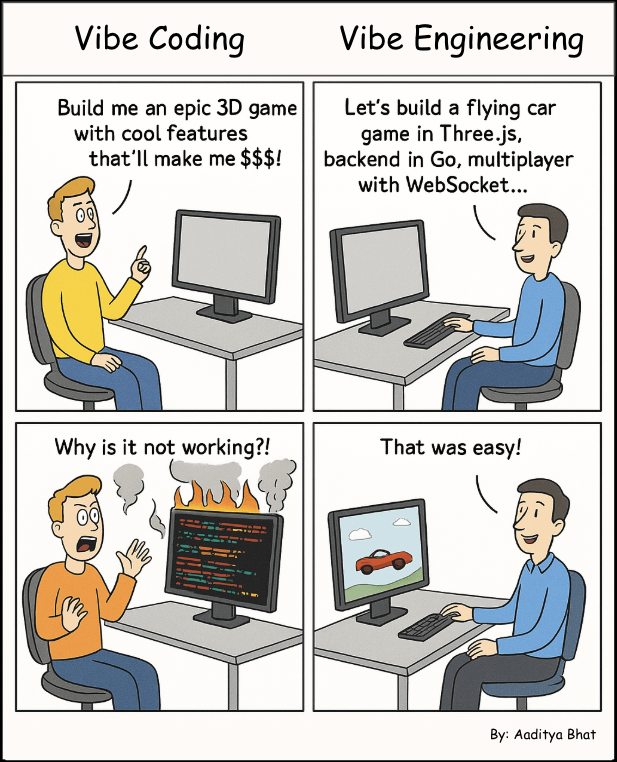 Vibe Coding
Vibe Engineering
Build me an epic 3D game
with cool features
that'll make me $$$!
Let's build a flying car
game in Three.js,
backend in Go, multiplayer
with WebSocket...
Why is it not working?!
That was easy!
By: Aaditya Bhat